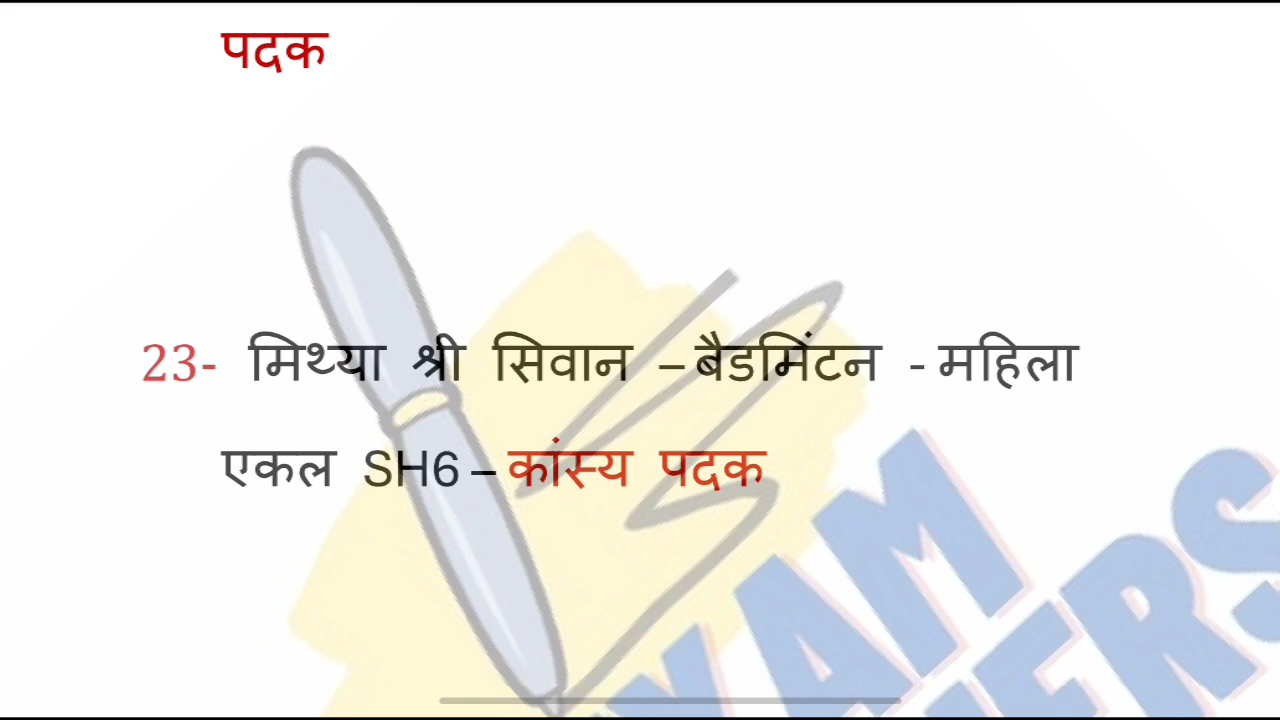 पदक
23- मिथ्या श्री सिवान – बैडमिंटन - महिला
एकल SH6 – कांस्य पदक